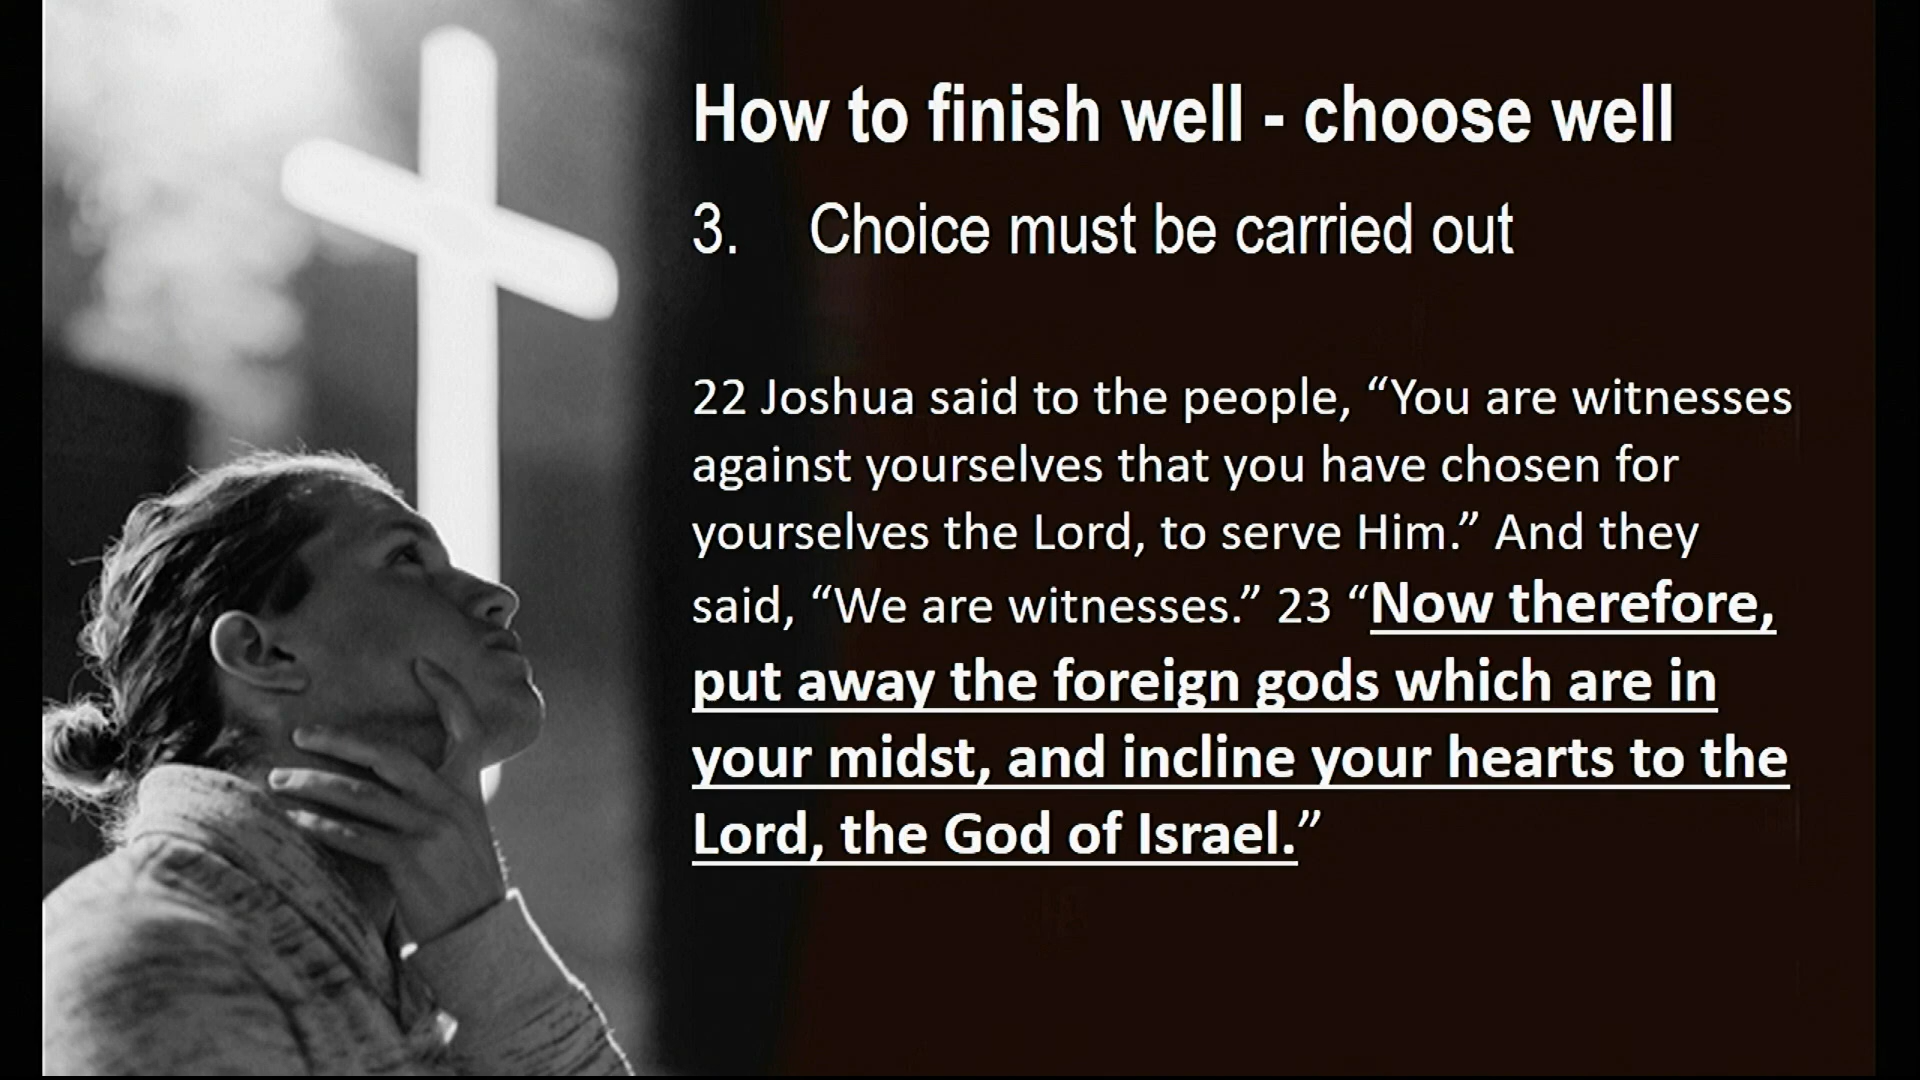 How to finish well - choose well
3. Choice must be carried out
22 Joshua said to the people, “You are witnesses
against yourselves that you have chosen for
yourselves the Lord, to serve Him.” And they
said, “We are witnesses.” 23 “Now therefore,
put away the foreign gods which are in
your midst, and incline your hearts to the
Lord, the God of Israel.”